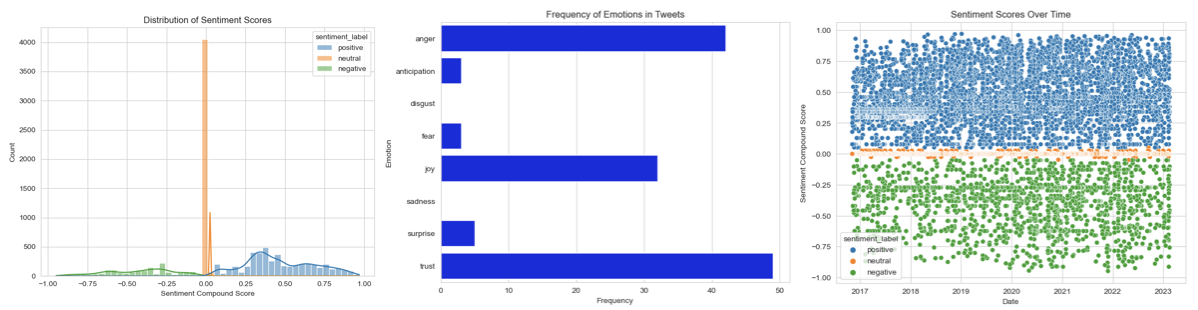 Distribution of Sentiment Scores
sentiment_label
positive
neutral
negative
4000
3500
3000
2500
2000
1500
1000
500
0
Count
−1.00 −0.75 −0.50 −0.25 0.00 0.25 0.50 0.75 1.00
Sentiment Compound Score
Frequency of Emotions in Tweets
anger
anticipation
disgust
fear
joy
sadness
surprise
trust
Emotion
0 10 20 30 40 50
Frequency
Sentiment Scores Over Time
1.00
0.75
0.50
0.25
0.00
−0.25
−0.50
−0.75
−1.00
Sentiment Compound Score
sentiment_label
positive
neutral
negative
2017 2018 2019 2020 2021 2022 2023
Date